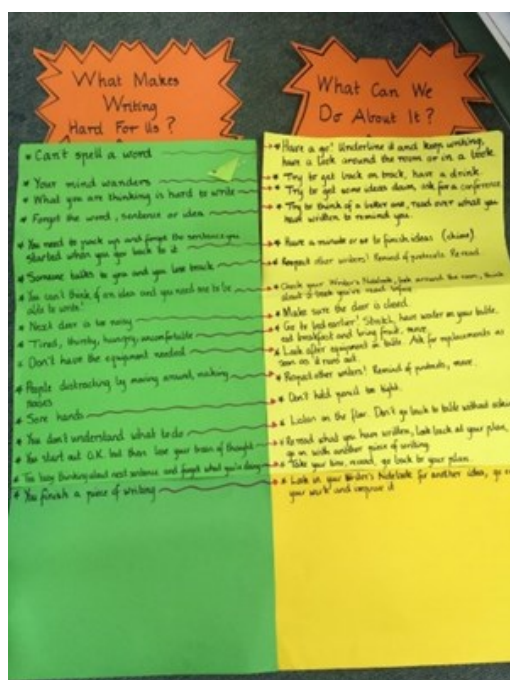 What Makes
Writing
Hard For Us?
* Can't spell a word
* Your mind wanders
* What you are thinking is hard to write
* Forgot the word, sentence or idea
* You need to pack up and forget the sentence you
started when you go back to it.
* Someone talks to you and you lose track
* You can't think of an idea and you need one to be
able to write!
* Next door is too noisy
* Tired, thirsty, hungry, uncomfortable
* Don't have the equipment needed
* People distracting by moving around, making
noises
* Sore hands
* You don't understand what to do
* You start out O.K. but then lose your train of thought
* Too busy thinking about next sentence and forget what you're doing
* You finish a piece of writing
What Can We
Do About It?
* Have a go! Underline it and keep writing,
have a look around the room or in a book.
* Try to get back on track, have a drink.
* Try to get some ideas down, ask for a conference
* Try to think of a better one, read over what you
have written to remind you.
* Have a minute or so to finish ideas (chime)
* Respect other writers! Remind of protocols. Re read.
* Check your Writer's Notebook, look around the room, think
about a book you've read before
* Make sure the door is closed.
* Go to bed earlier! Stretch, have water on your table,
eat breakfast and bring fruit, move.
* Look after equipment on table. Ask for replacements as
soon as it runs out.
* Respect other writers! Remind of protocols, move.
* Don't hold pencil too tight.
* Listen on the floor. Don't go back to table without
* Reread what you have written, look back at your plan,
go on with another piece of writing.
* Take your time, reread, go back to your plan.
* Look in your Writer's Notebook for another idea, go
your work and improve it